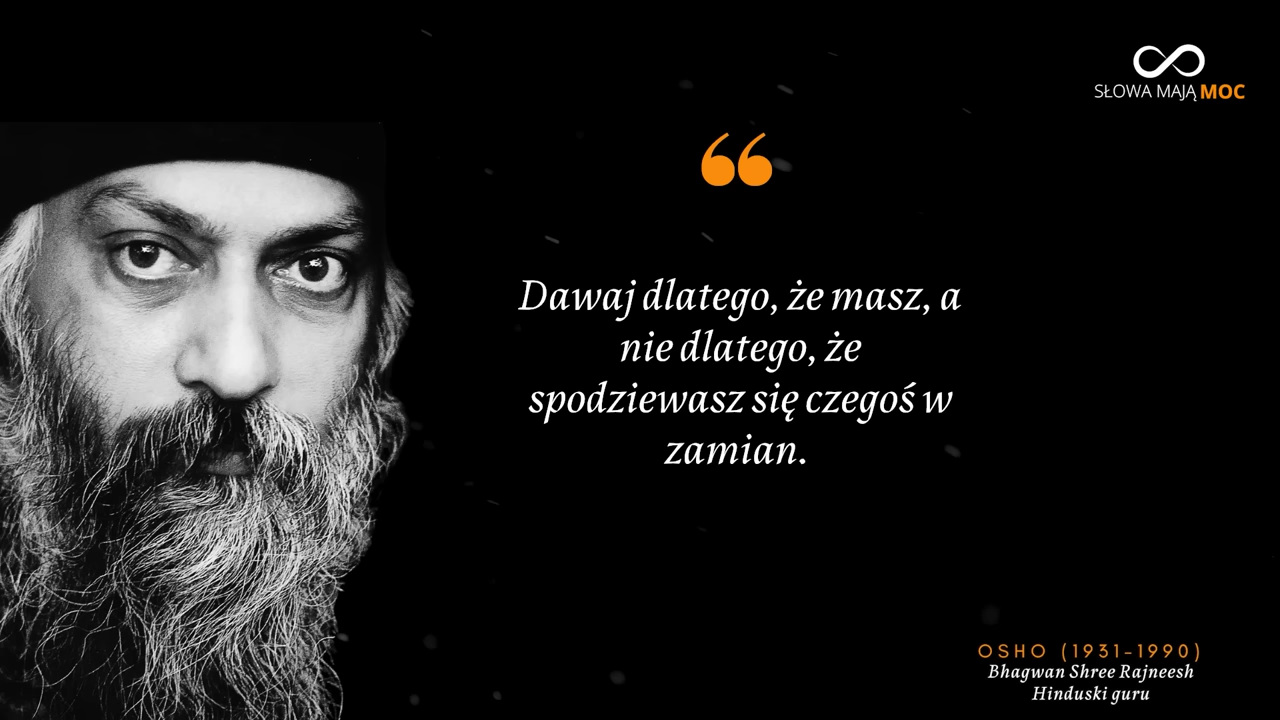 SŁOWA MAJĄ MOC
Dawaj dlatego, że masz, a
nie dlatego, że
spodziewasz się czegoś w
zamian.
OSHO (1931-1990)
Bhagwan Shree Rajneesh
Hinduski guru